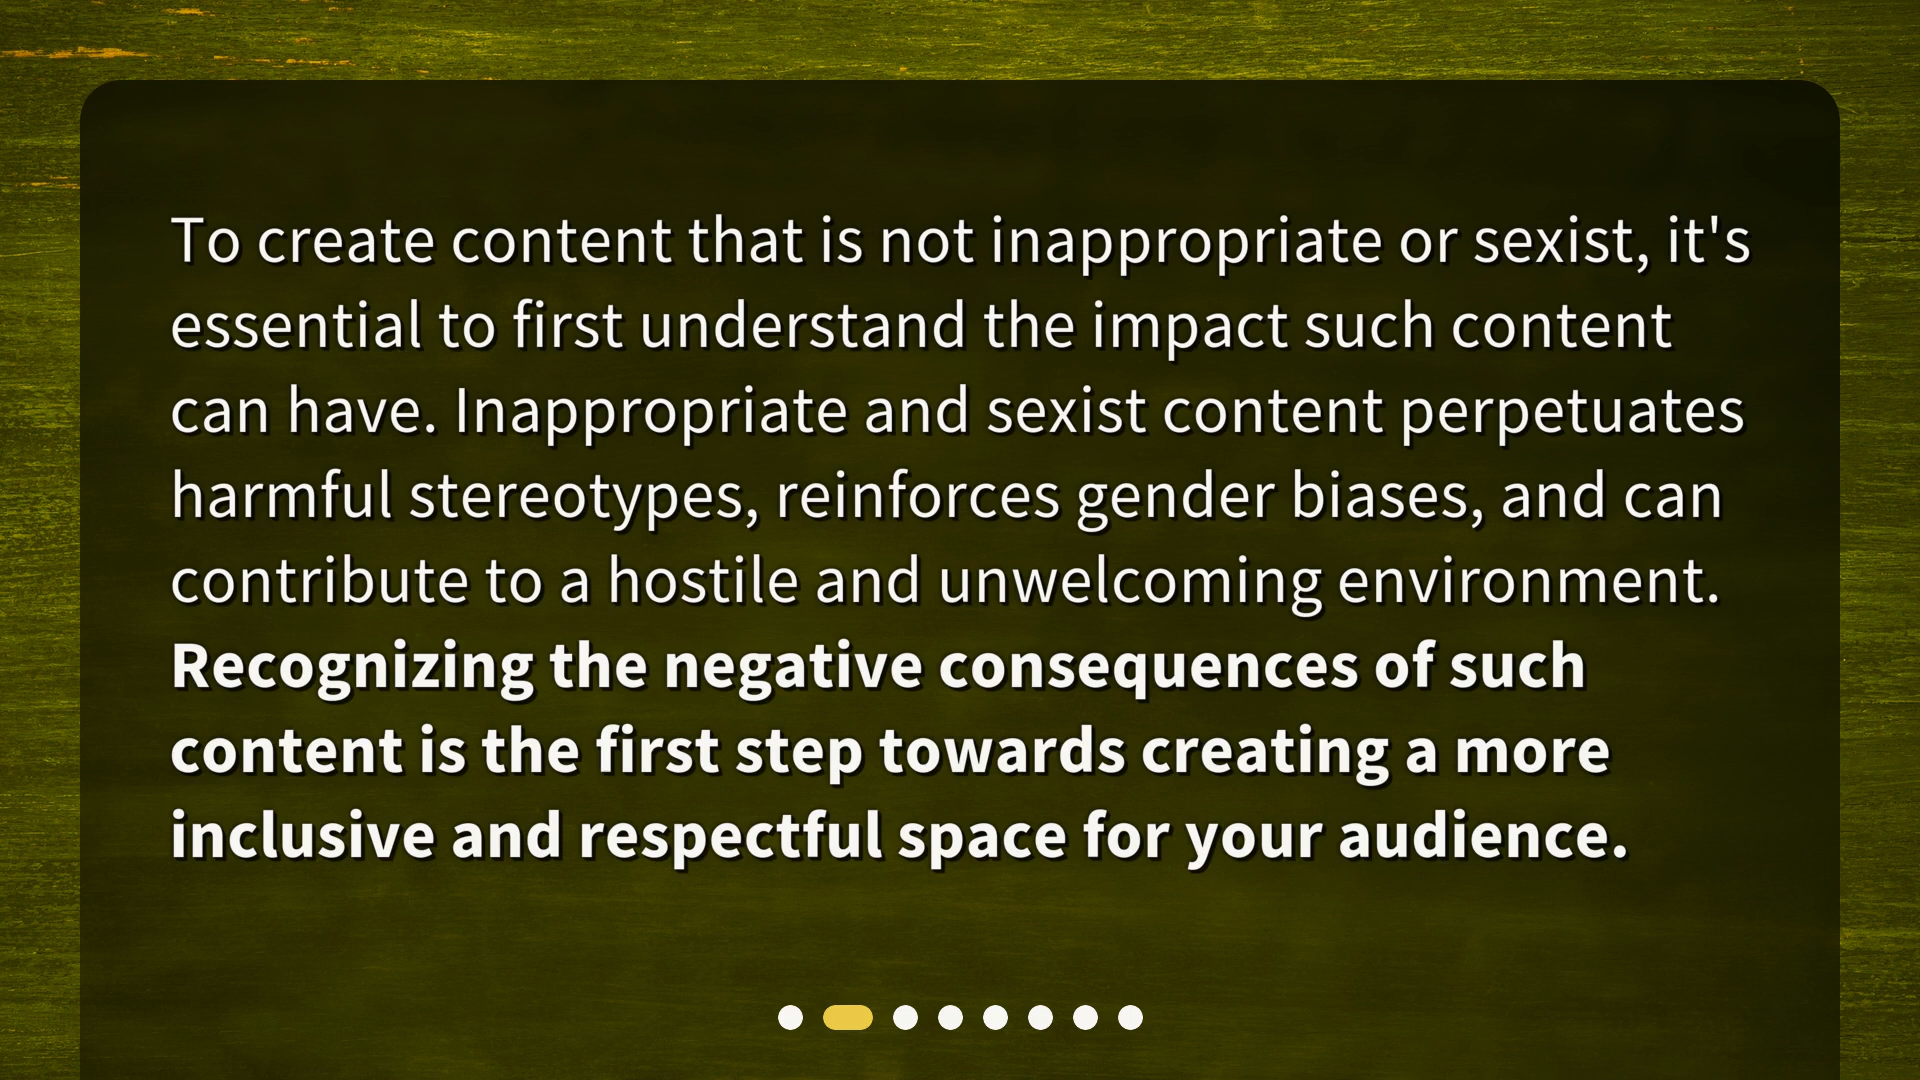 To create content that is not inappropriate or sexist, it's
essential to first understand the impact such content
can have. Inappropriate and sexist content perpetuates
harmful stereotypes, reinforces gender biases, and can
contribute to a hostile and unwelcoming environment.
Recognizing the negative consequences of such
content is the first step towards creating a more
inclusive and respectful space for your audience.